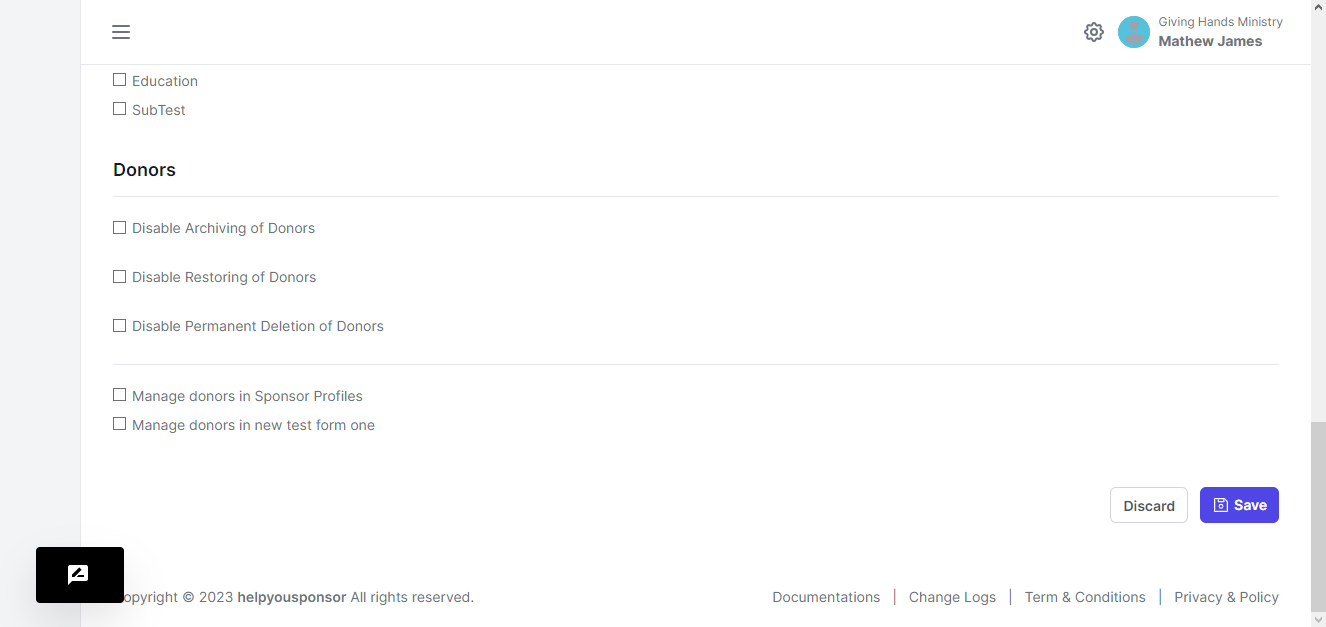 Giving Hands Ministry
Mathew James
Education
SubTest
Donors
Disable Archiving of Donors
Disable Restoring of Donors
Disable Permanent Deletion of Donors
Manage donors in Sponsor Profiles
Manage donors in new test form one
Discard Save
opyright © 2023 helpyousponsor All rights reserved. Documentations | Change Logs | Term & Conditions | Privacy & Policy